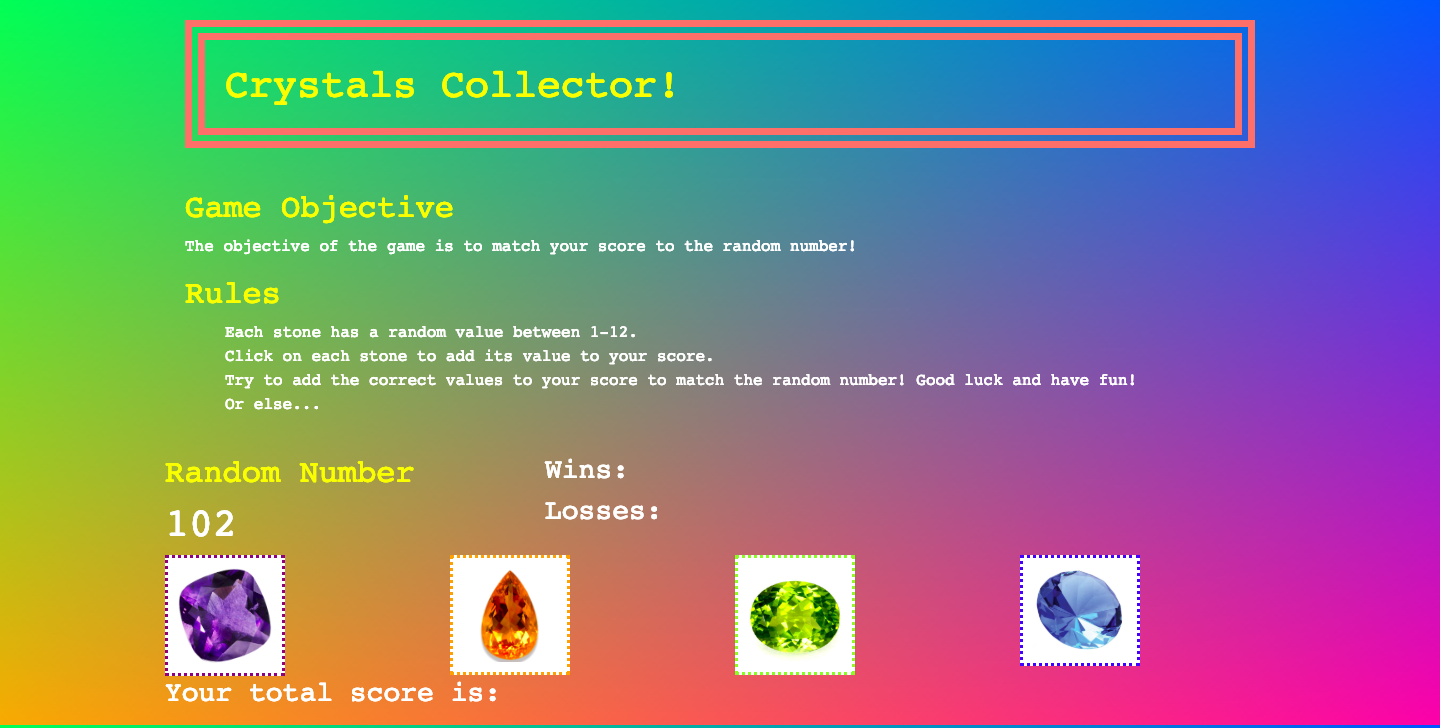 Crystals Collector!
Game Objective
The objective of the game is to match your score to the random number!
Rules
Each stone has a random value between 1-12.
Click on each stone to add its value to your score.
Try to add the correct values to your score to match the random number! Good luck and have fun!
Or else...
Random Number
102
Wins:
Losses:
Your total score is: